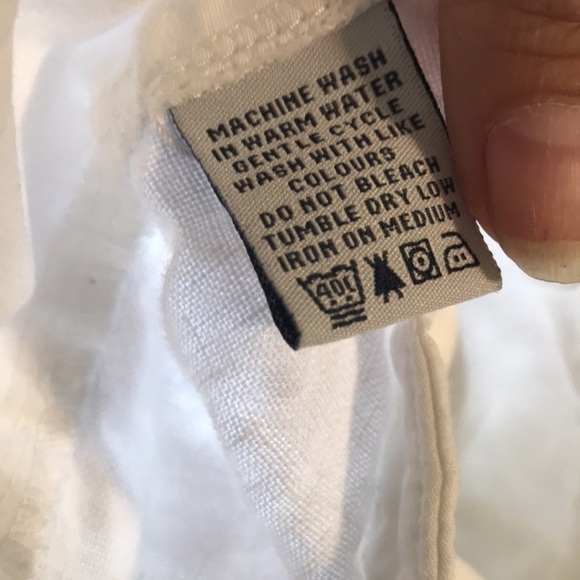 MACHINE WASH
IN WARM WATER
GENTLE CYCLE
WASH WITH LIKE
COLOURS
DO NOT BLEACH
TUMBLE DRY LOW
IRON ON MEDIUM
40C